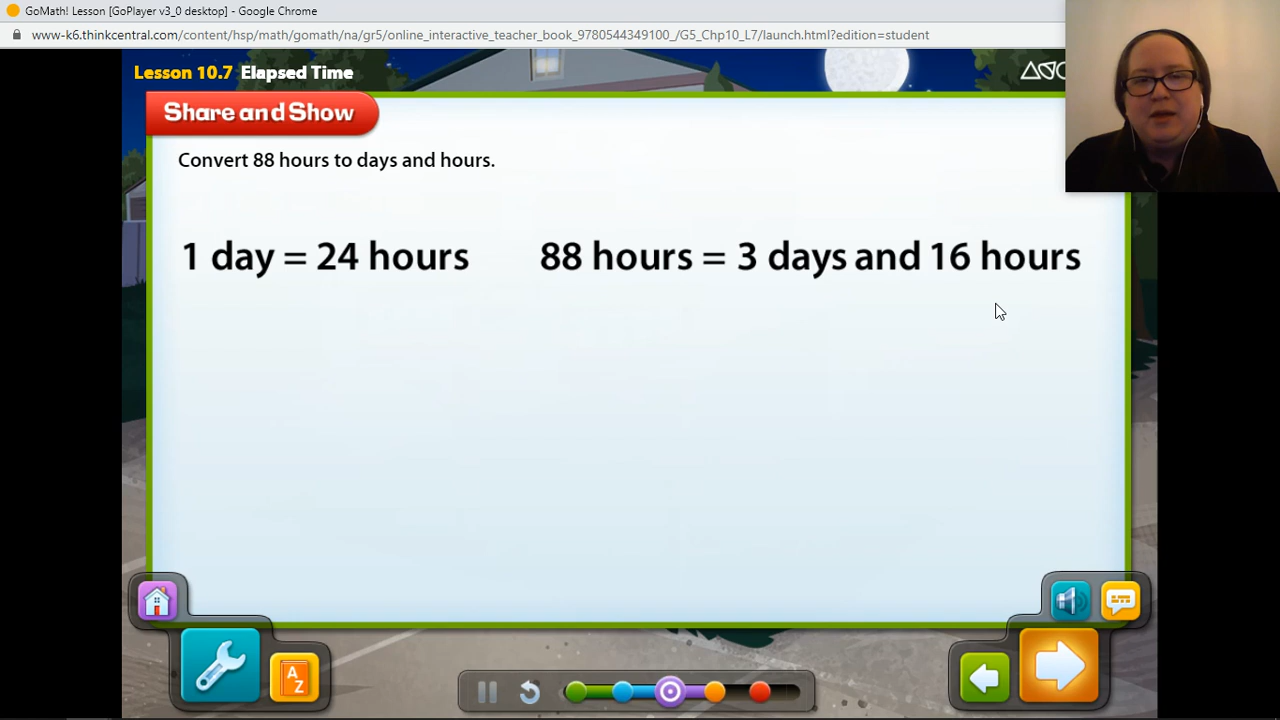 GoMath! Lesson [GoPlayer v3_0 desktop] - Google Chrome
www-k6.thinkcentral.com/content/hsp/math/gomath/na/gr5/online_interactive_teacher_book_9780544349100_/G5_Chp10_L7/launch.html?edition=student
Lesson 10.7 Elapsed Time
Share and Show
Convert 88 hours to days and hours.
1 day = 24 hours 88 hours = 3 days and 16 hours
A
Z